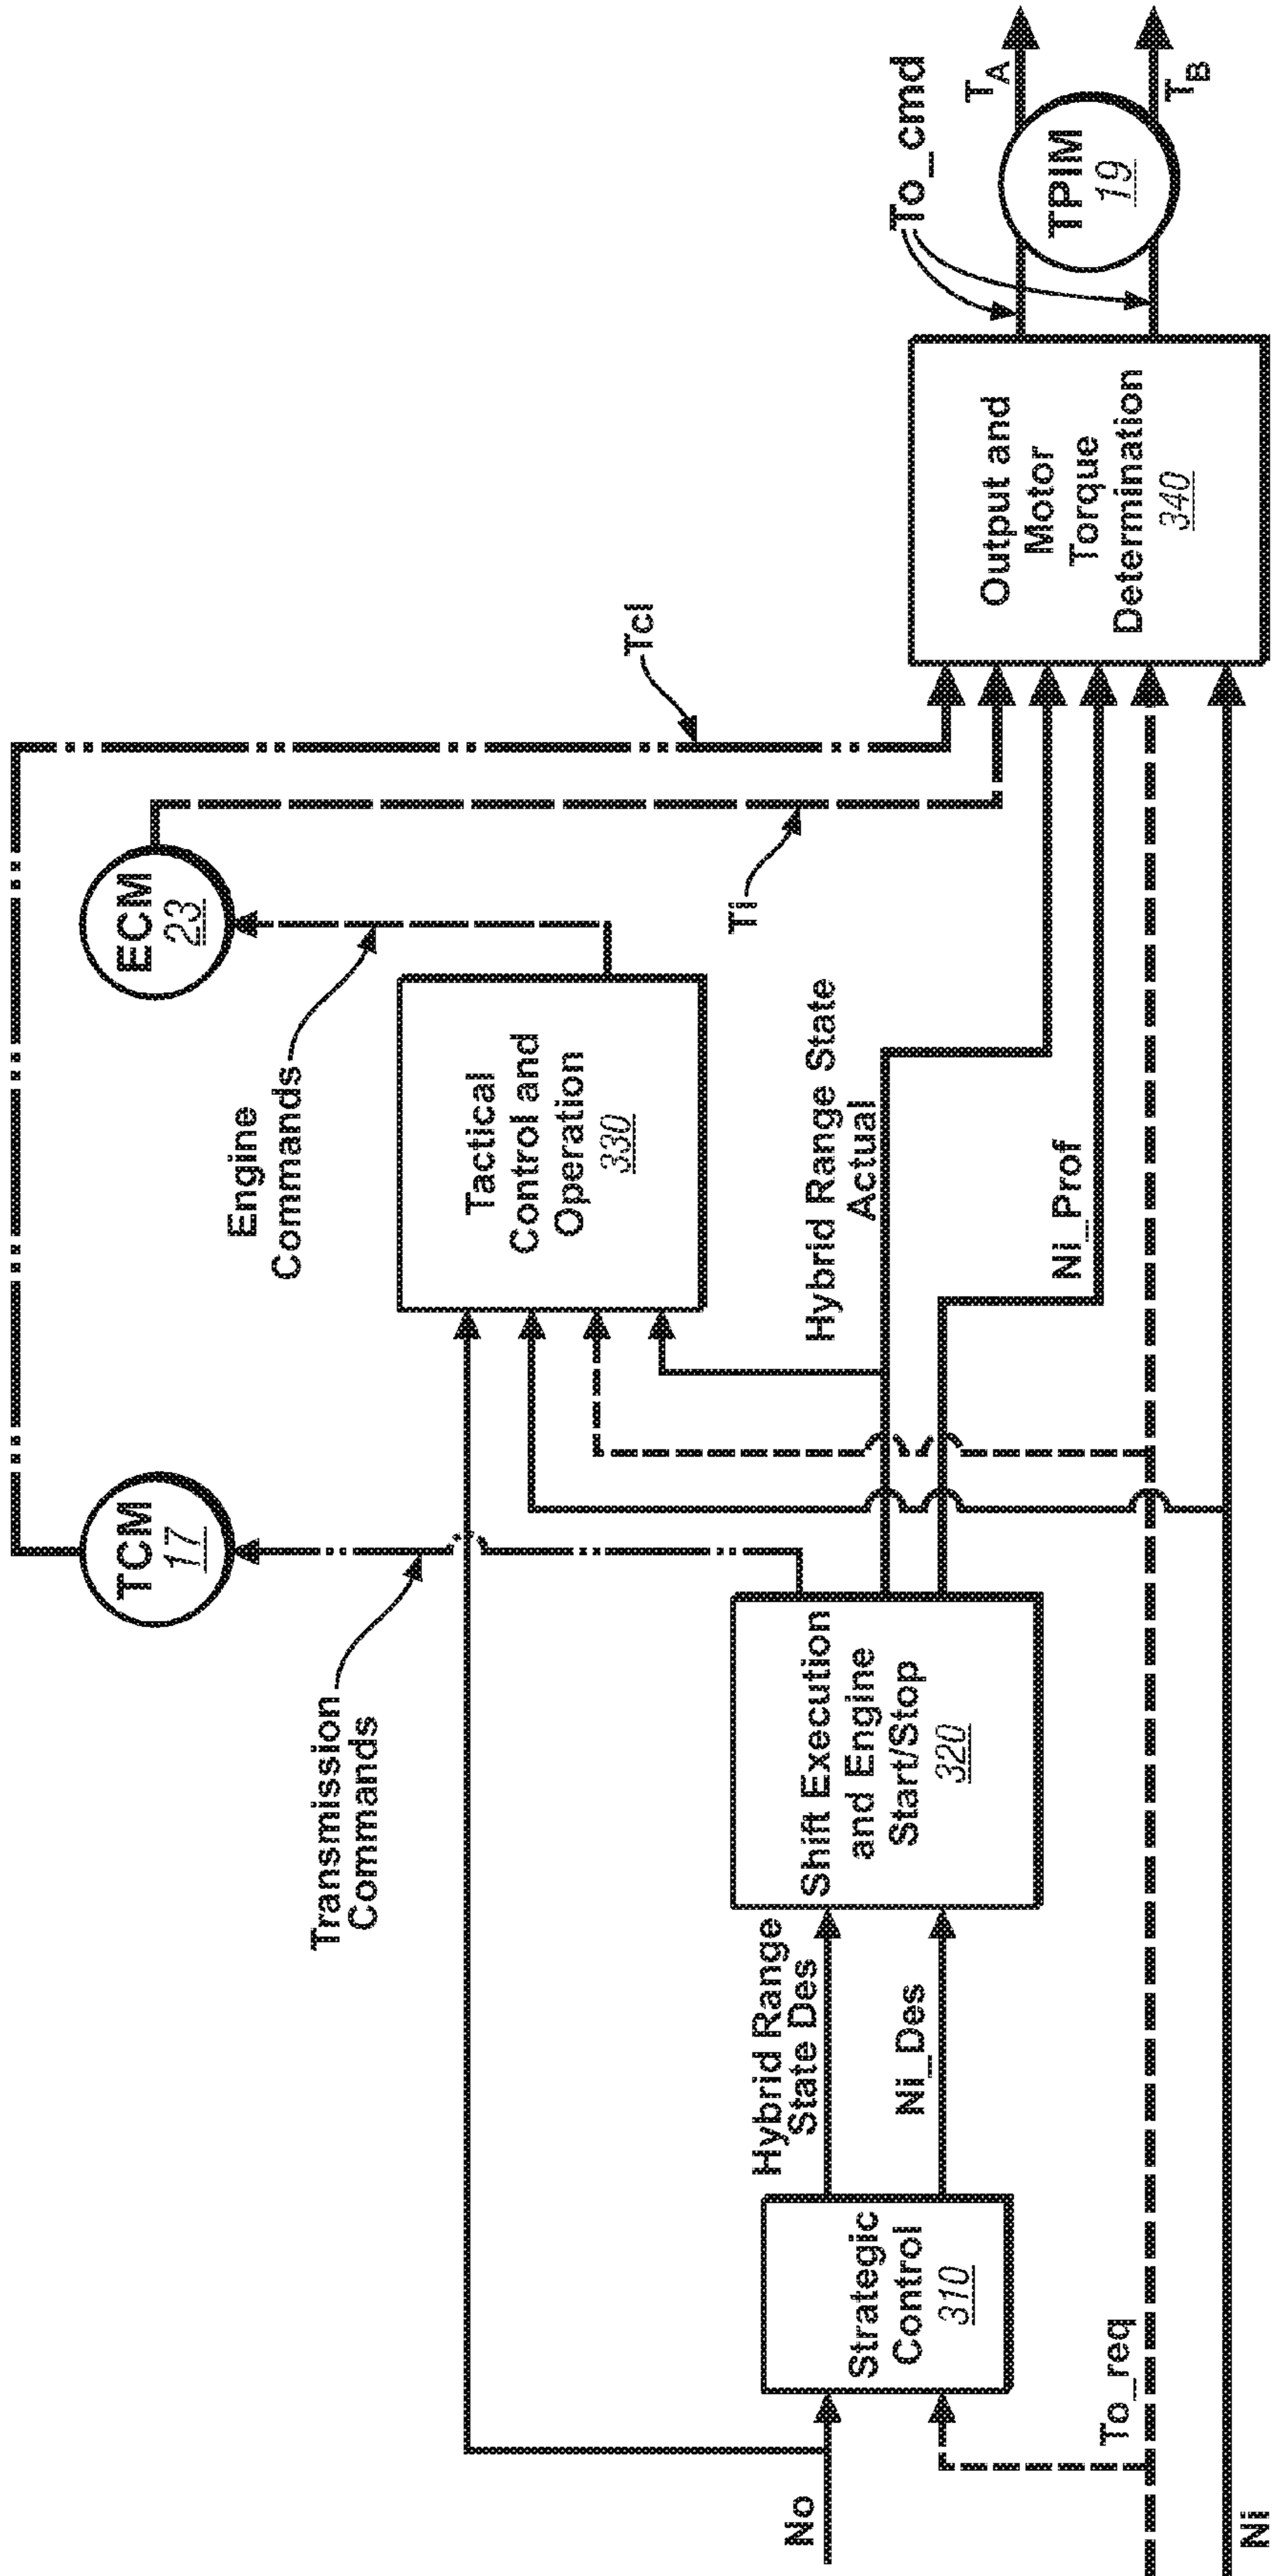 TCM
17
ECM
23
Tcl
Transmission
Commands
Engine
Commands
Ti
Tactical
Control and
Operation
330
To_cmd
TA
TPIM
19
TB
No
Strategic
Control
310
Hybrid Range
State Des
Ni_Des
Shift Execution
and Engine
Start/Stop
320
Hybrid Range State
Actual
Ni_Prof
Output and
Motor
Torque
Determination
340
To_req
Ni